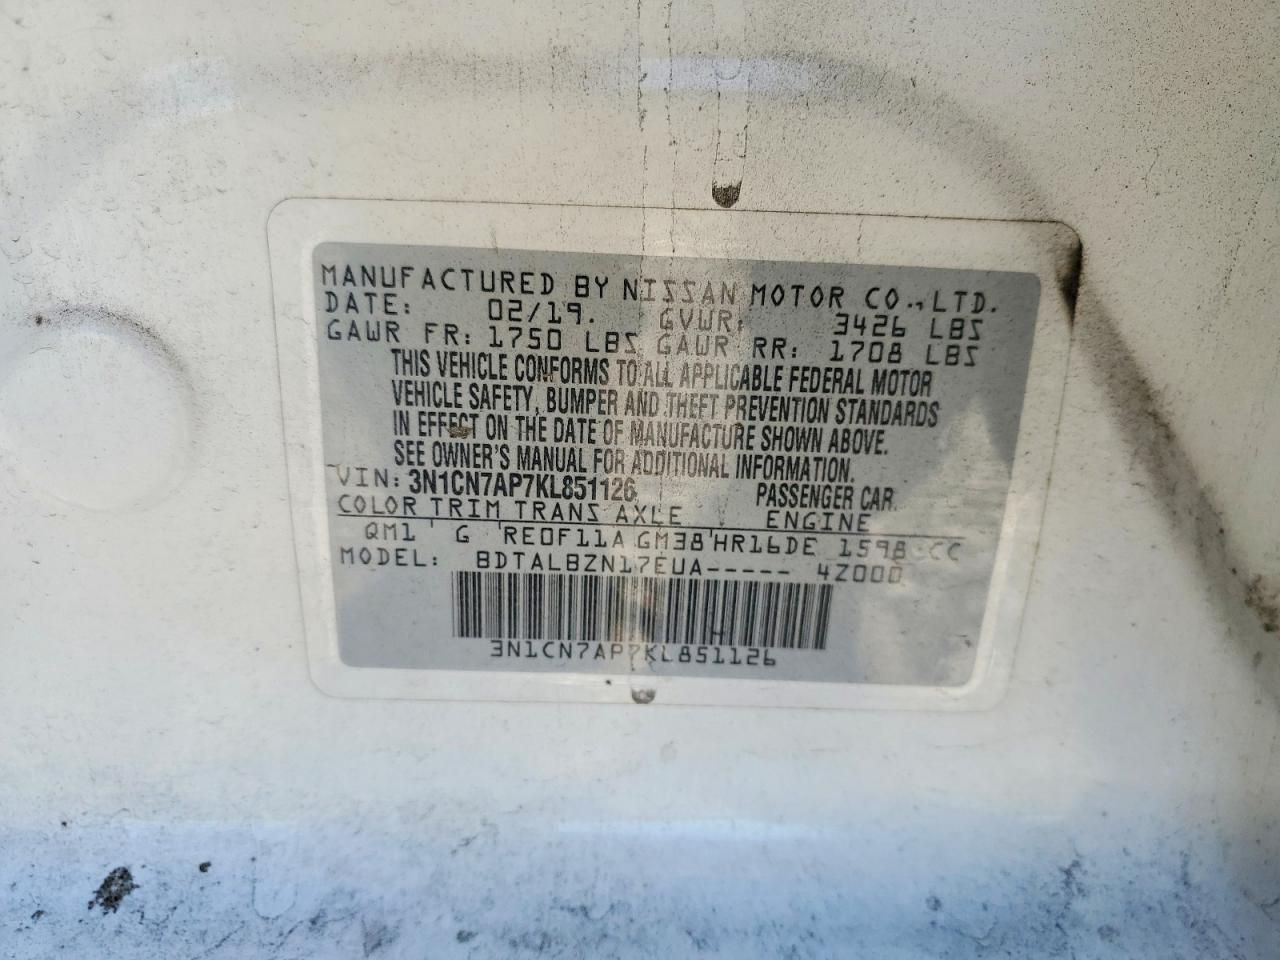 MANUFACTURED BY NISSAN MOTOR CO.,LTD.
DATE: 02/19. GVWR: 3426 LBS
GAWR FR: 1750 LBS GAWR RR: 1708 LBS
THIS VEHICLE CONFORMS TO ALL APPLICABLE FEDERAL MOTOR
VEHICLE SAFETY, BUMPER AND THEFT PREVENTION STANDARDS
IN EFFECT ON THE DATE OF MANUFACTURE SHOWN ABOVE.
SEE OWNER'S MANUAL FOR ADDITIONAL INFORMATION.
VIN: 3N1CN7AP7KL851126 PASSENGER CAR
COLOR TRIM TRANS AXLE ENGINE
QM1 G RE0F11A GM38 HR16DE 1598 CC
MODEL: BDTALBZN17EUA----- 4Z000
3N1CN7AP7KL851126